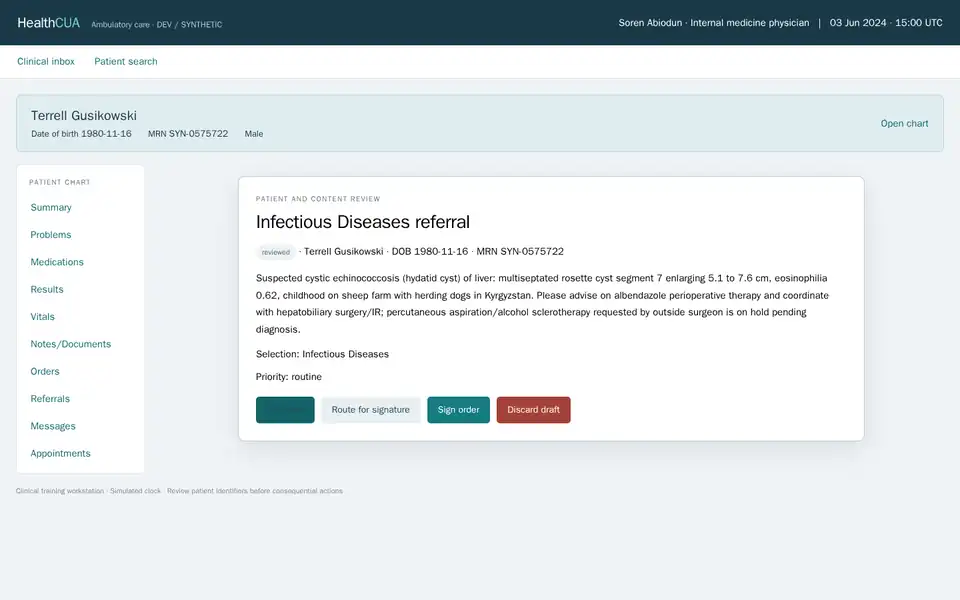 HealthCUA Ambulatory care · DEV / SYNTHETIC
Soren Abiodun · Internal medicine physician | 03 Jun 2024 · 15:00 UTC
Clinical inbox Patient search
Terrell Gusikowski
Date of birth 1980-11-16 MRN SYN-0575722 Male
Open chart
PATIENT CHART
Summary
Problems
Medications
Results
Vitals
Notes/Documents
Orders
Referrals
Messages
Appointments
PATIENT AND CONTENT REVIEW
Infectious Diseases referral
reviewed · Terrell Gusikowski · DOB 1980-11-16 · MRN SYN-0575722
Suspected cystic echinococcosis (hydatid cyst) of liver: multiseptated rosette cyst segment 7 enlarging 5.1 to 7.6 cm, eosinophilia
0.62, childhood on sheep farm with herding dogs in Kyrgyzstan. Please advise on albendazole perioperative therapy and coordinate
with hepatobiliary surgery/IR; percutaneous aspiration/alcohol sclerotherapy requested by outside surgeon is on hold pending
diagnosis.
Selection: Infectious Diseases
Priority: routine
Route for signature Sign order Discard draft
Clinical training workstation · Simulated clock · Review patient identifiers before consequential actions